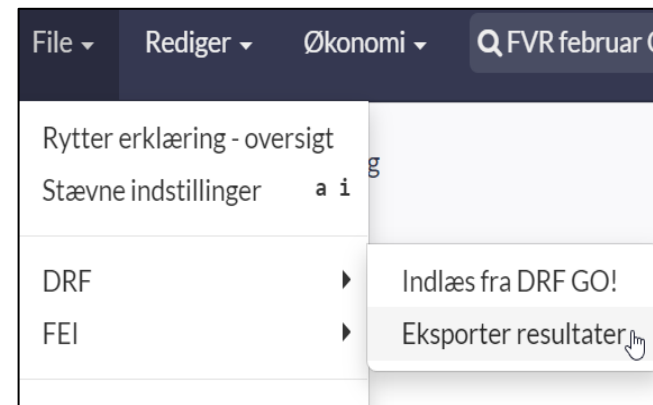 File Rediger Økonomi FVR februar
Rytter erklæring - oversigt
g
Stævne indstillinger a i
DRF Indlæs fra DRF GO!
FEI Eksporter resultater